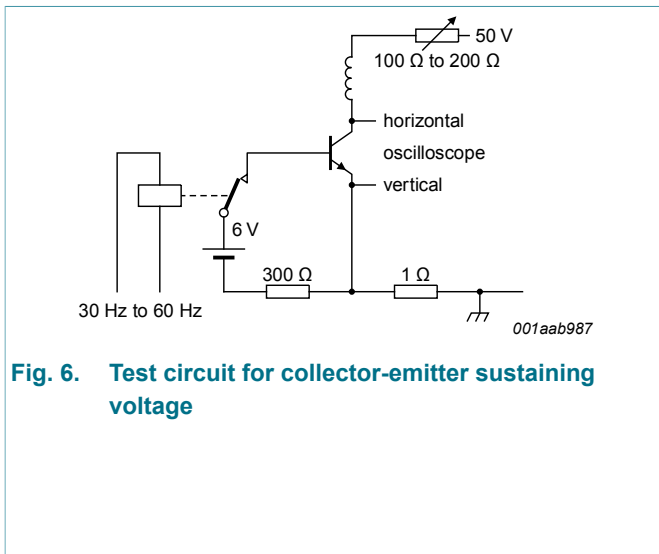 50 V
100 Ω to 200 Ω
horizontal
oscilloscope
vertical
6 V
300 Ω
1 Ω
30 Hz to 60 Hz
001aab987
Fig. 6. Test circuit for collector-emitter sustaining
voltage